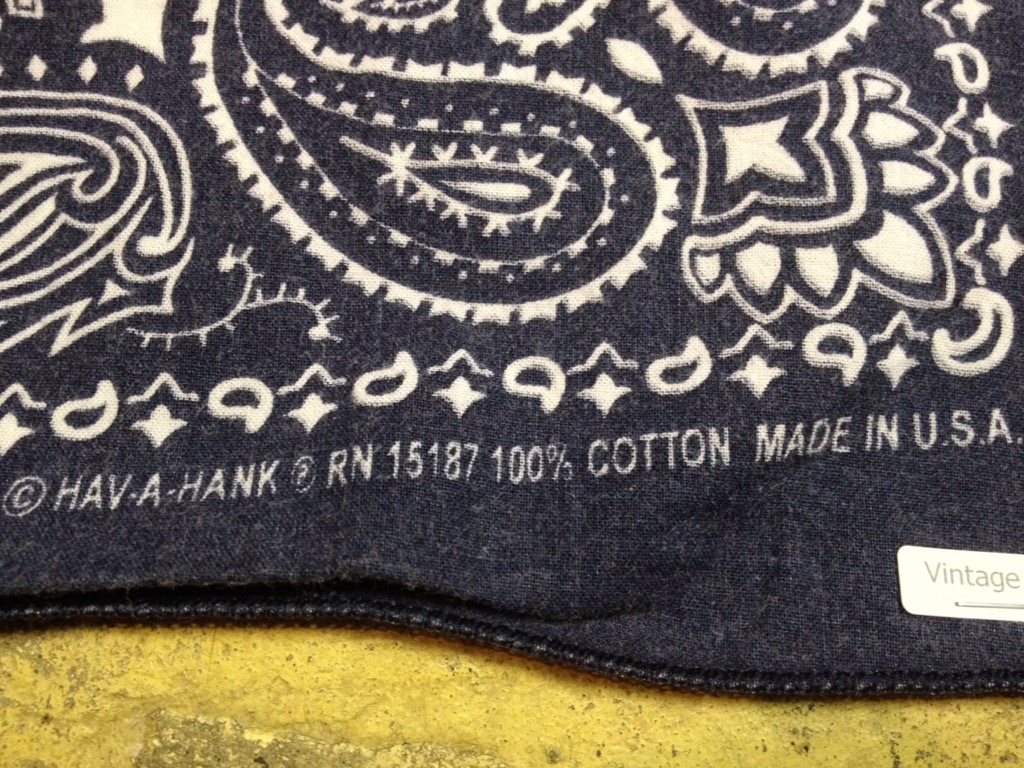 © HAV-A-HANK ® RN 15187 100% COTTON MADE IN U.S.A.
Vintage